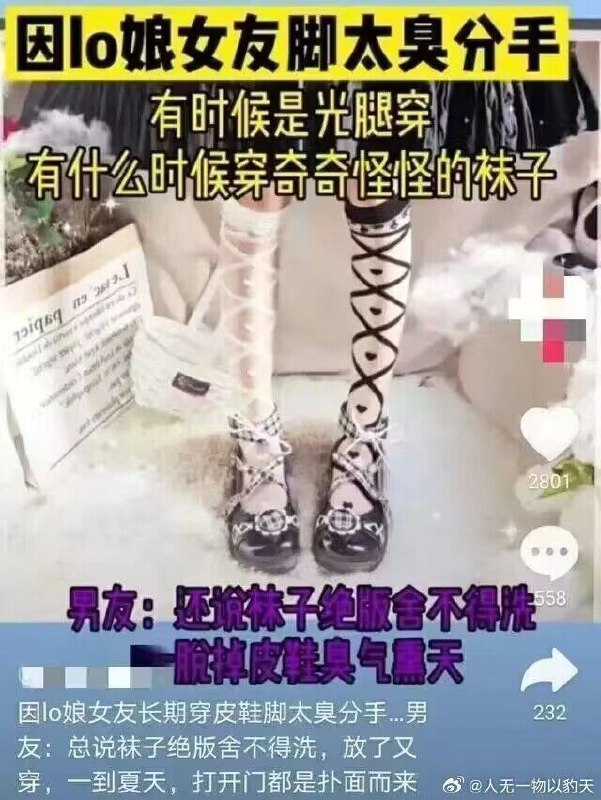 因lo娘女友脚太臭分手
有时候是光腿穿
有什么时候穿奇奇怪怪的袜子
Le sac en
papier
2801
558
男友：还说袜子绝版舍不得洗
一脱掉皮鞋臭气熏天
232
因lo娘女友长期穿皮鞋脚太臭分手...男
友：总说袜子绝版舍不得洗，放了又
穿，一到夏天，打开门都是扑面而来
@人无一物以豹天